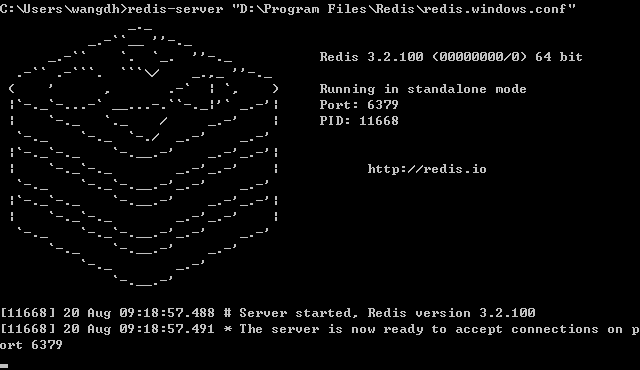 C:\Users\wangdh>redis-server "D:\Program Files\Redis\redis.windows.conf"
Redis 3.2.100 (00000000/0) 64 bit
Running in standalone mode
Port: 6379
PID: 11668
http://redis.io
[11668] 20 Aug 09:18:57.488 # Server started, Redis version 3.2.100
[11668] 20 Aug 09:18:57.491 * The server is now ready to accept connections on p
ort 6379